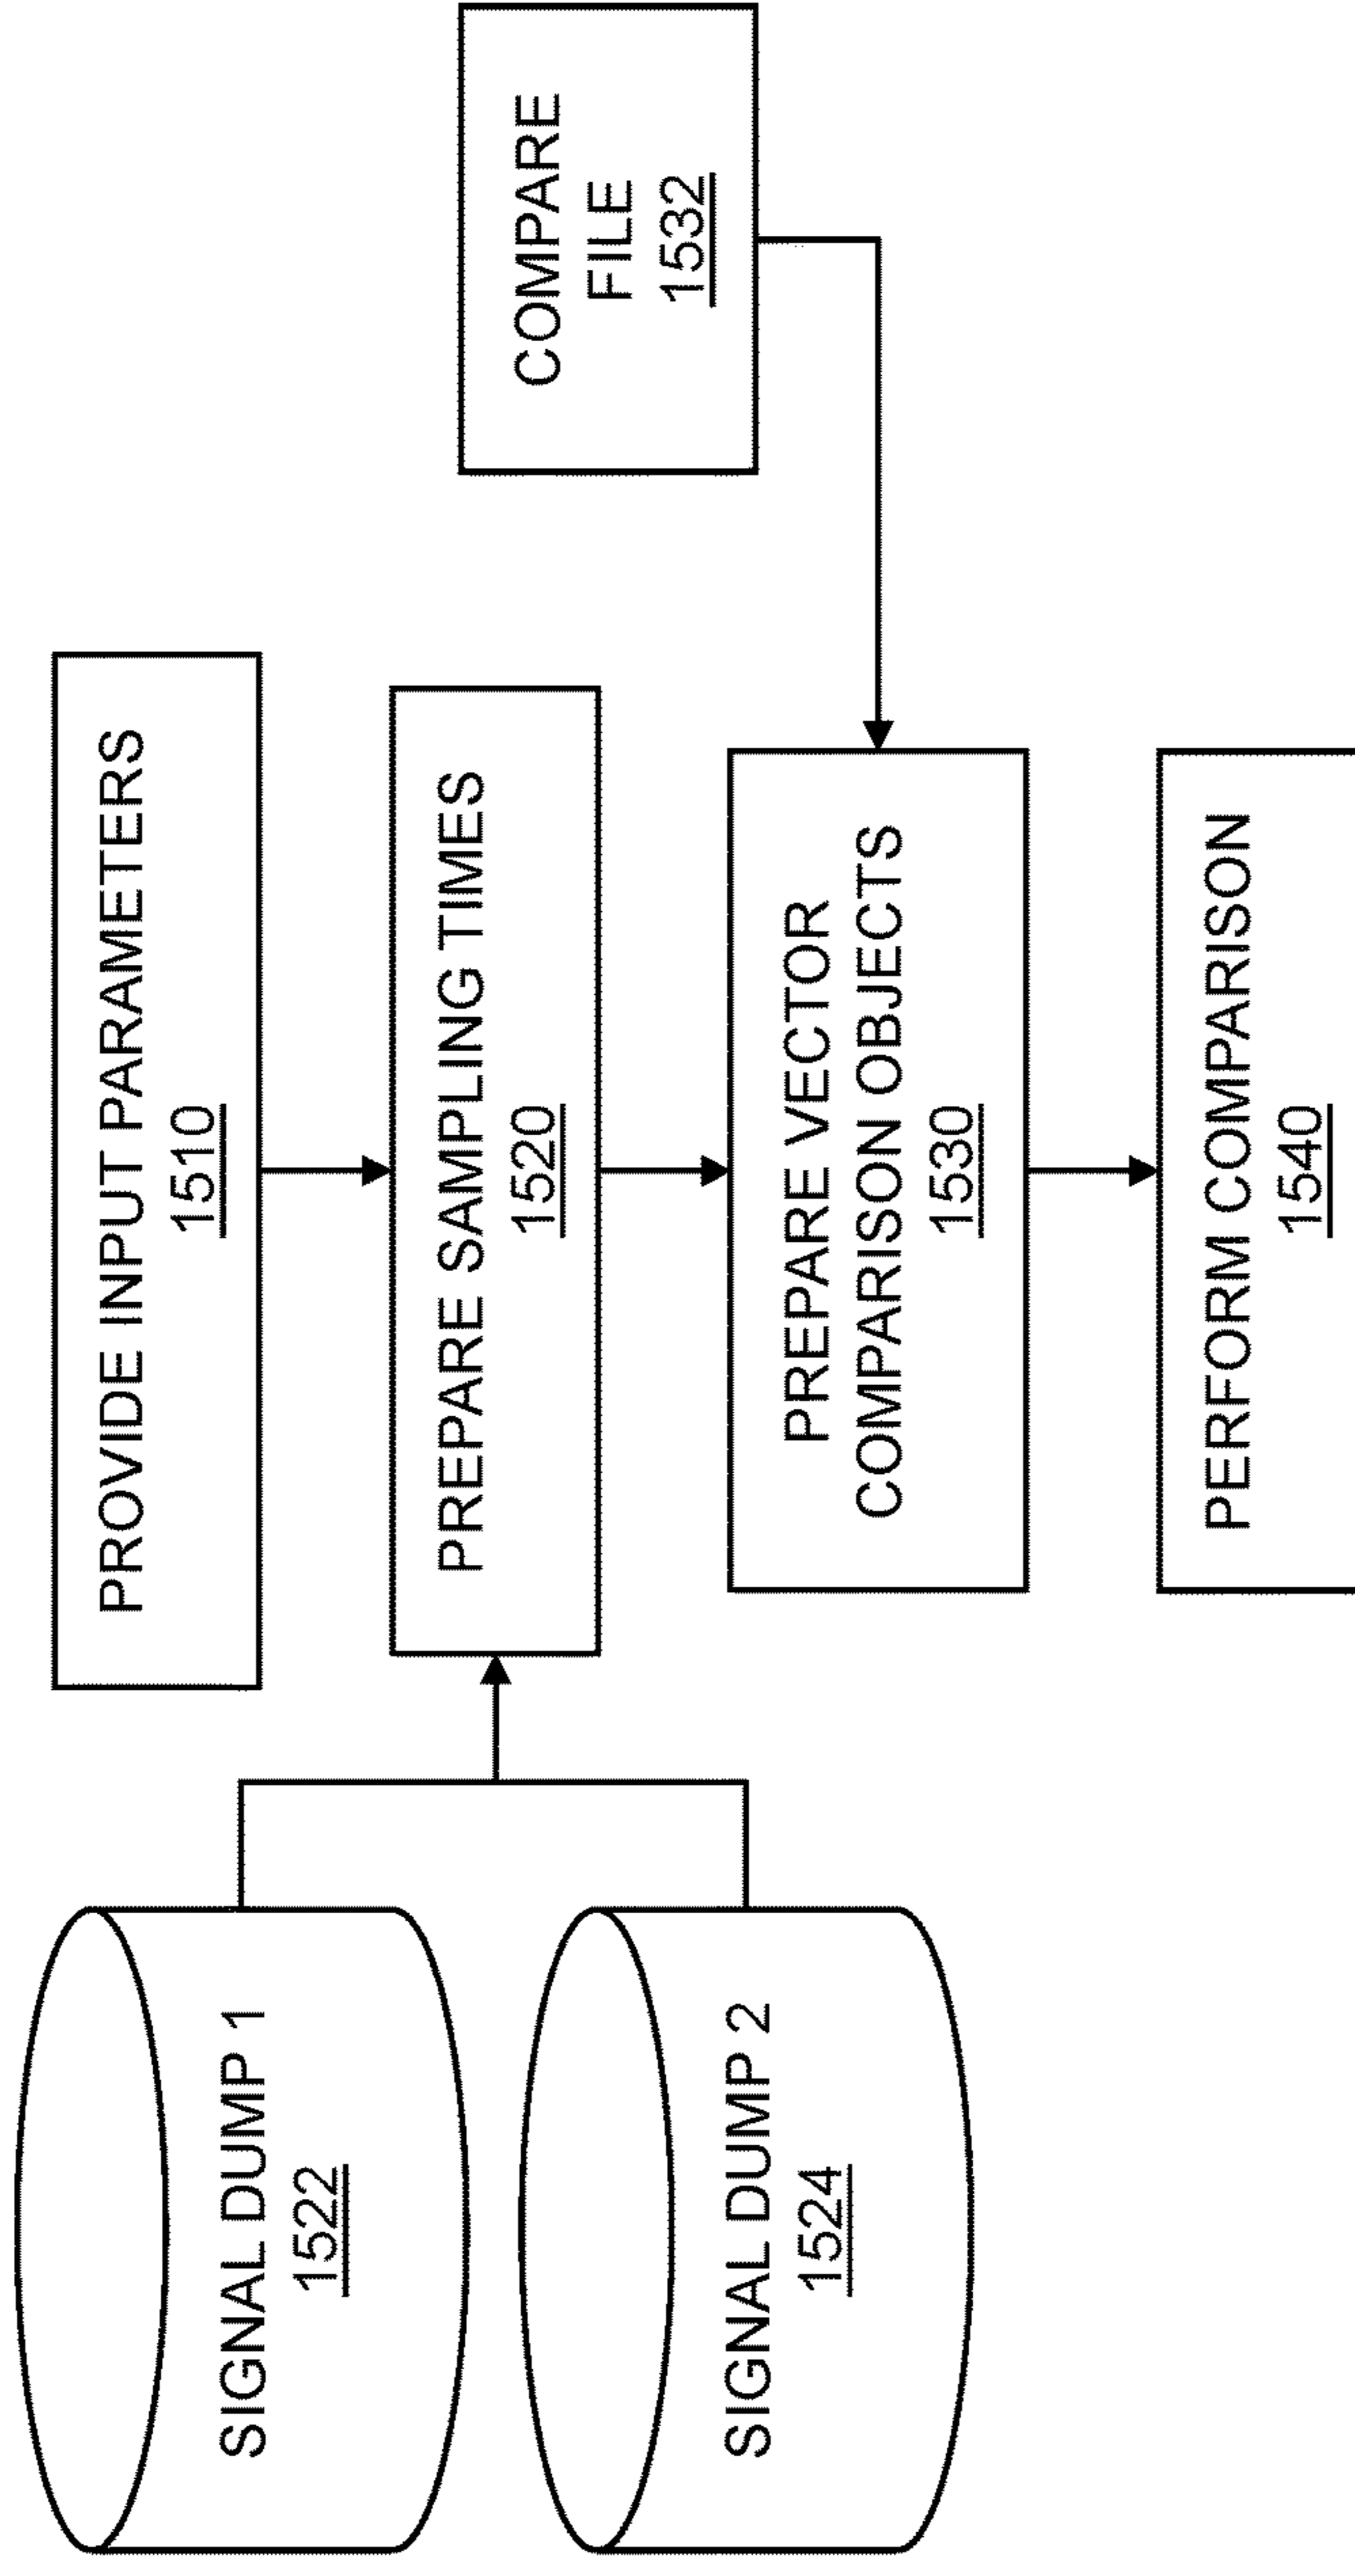 PROVIDE INPUT PARAMETERS
1510
SIGNAL DUMP 1
1522
PREPARE SAMPLING TIMES
1520
COMPARE
FILE
1532
SIGNAL DUMP 2
1524
PREPARE VECTOR
COMPARISON OBJECTS
1530
PERFORM COMPARISON
1540